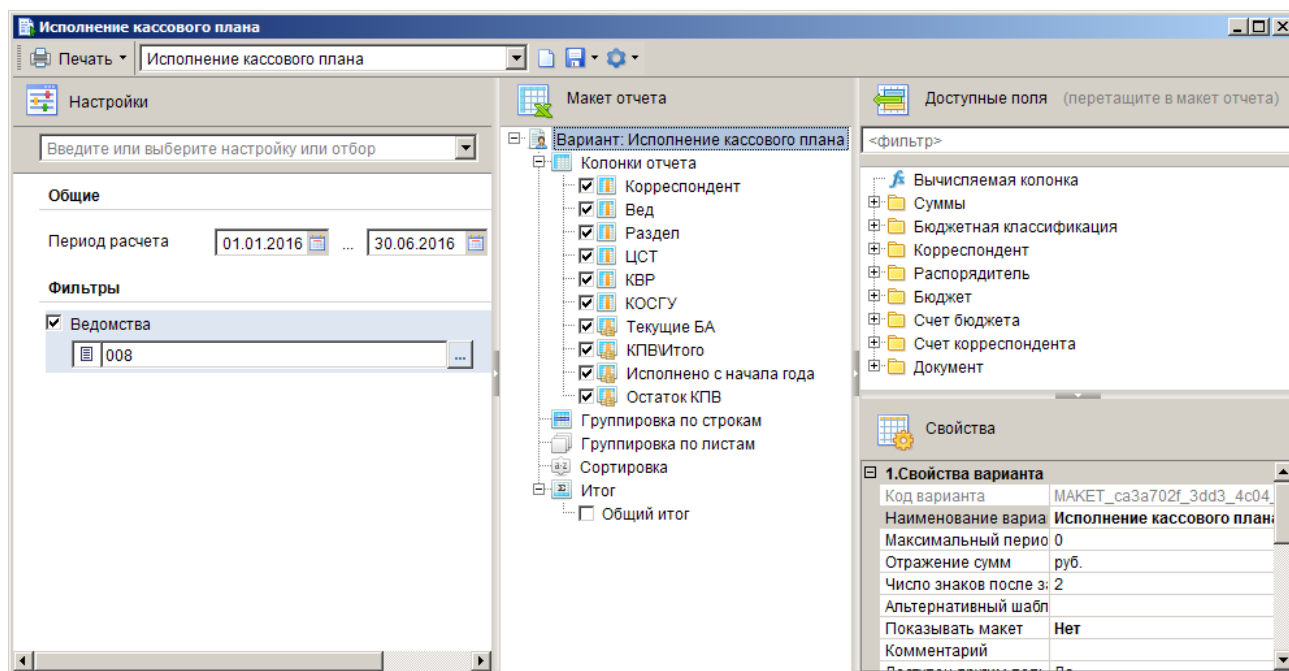 Исполнение кассового плана
Печать
Исполнение кассового плана
Настройки
Введите или выберите настройку или отбор
Общие
Период расчета 01.01.2016 ... 30.06.2016
Фильтры
Ведомства
008 ...
Макет отчета
Вариант: Исполнение кассового плана
Колонки отчета
Корреспондент
Вед
Раздел
ЦСТ
КВР
КОСГУ
Текущие БА
КПВ\Итого
Исполнено с начала года
Остаток КПВ
Группировка по строкам
Группировка по листам
Сортировка
Итог
Общий итог
Доступные поля (перетащите в макет отчета)
<фильтр>
Вычисляемая колонка
Суммы
Бюджетная классификация
Корреспондент
Распорядитель
Бюджет
Счет бюджета
Счет корреспондента
Документ
Свойства
1.Свойства варианта
Код варианта MAKET_ca3a702f_3dd3_4c04_
Наименование вариа Исполнение кассового плана
Максимальный перио 0
Отражение сумм руб.
Число знаков после за 2
Альтернативный шабл
Показывать макет Нет
Комментарий